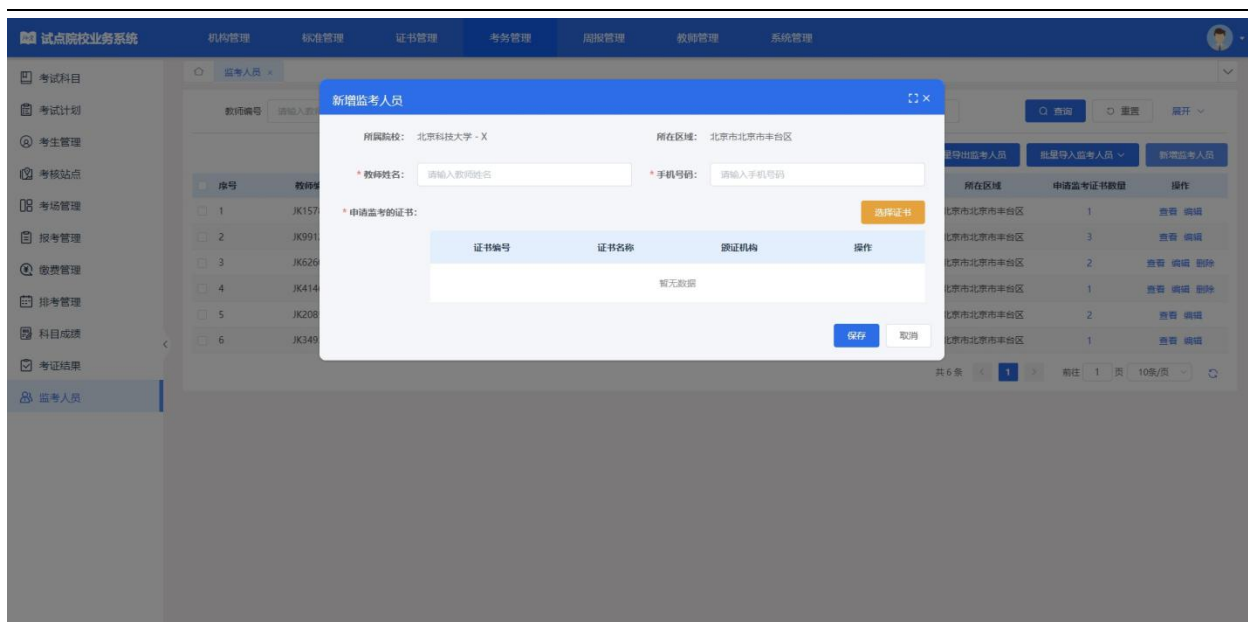 试点院校业务系统 机构管理 标准管理 证书管理 考务管理 周报管理 教师管理 系统管理
考试科目
考试计划
考生管理
考核站点
考场管理
报考管理
缴费管理
排考管理
科目成绩
考证结果
监考人员
监考人员 ×
教师编号 请输入教师 查询 重置 展开
导出监考人员 批量导入监考人员 新增监考人员
序号 教师编 所在区域 申请监考证书数量 操作
1 JK157 北京市北京市丰台区 1 查看 编辑
2 JK991 北京市北京市丰台区 3 查看 编辑
3 JK626 北京市北京市丰台区 2 查看 编辑 删除
4 JK414 北京市北京市丰台区 1 查看 编辑 删除
5 JK208 北京市北京市丰台区 2 查看 编辑
6 JK349 北京市北京市丰台区 1 查看 编辑
共 6 条 1 前往 1 页 10条/页
新增监考人员
所属院校： 北京科技大学 - X 所在区域： 北京市北京市丰台区
* 教师姓名： 请输入教师姓名 * 手机号码： 请输入手机号码
* 申请监考的证书： 选择证书
证书编号 证书名称 颁证机构 操作
暂无数据
保存 取消